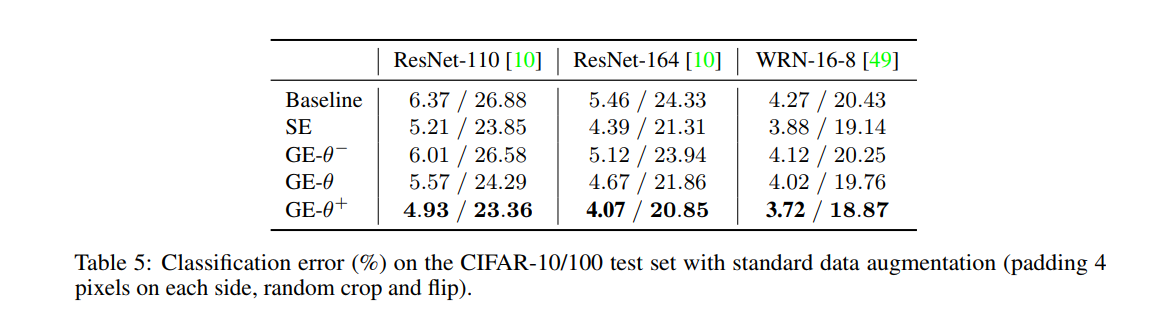 ResNet-110 [10] ResNet-164 [10] WRN-16-8 [49]
Baseline 6.37 / 26.88 5.46 / 24.33 4.27 / 20.43
SE 5.21 / 23.85 4.39 / 21.31 3.88 / 19.14
GE-θ⁻ 6.01 / 26.58 5.12 / 23.94 4.12 / 20.25
GE-θ 5.57 / 24.29 4.67 / 21.86 4.02 / 19.76
GE-θ⁺ 4.93 / 23.36 4.07 / 20.85 3.72 / 18.87
Table 5: Classification error (%) on the CIFAR-10/100 test set with standard data augmentation (padding 4
pixels on each side, random crop and flip).